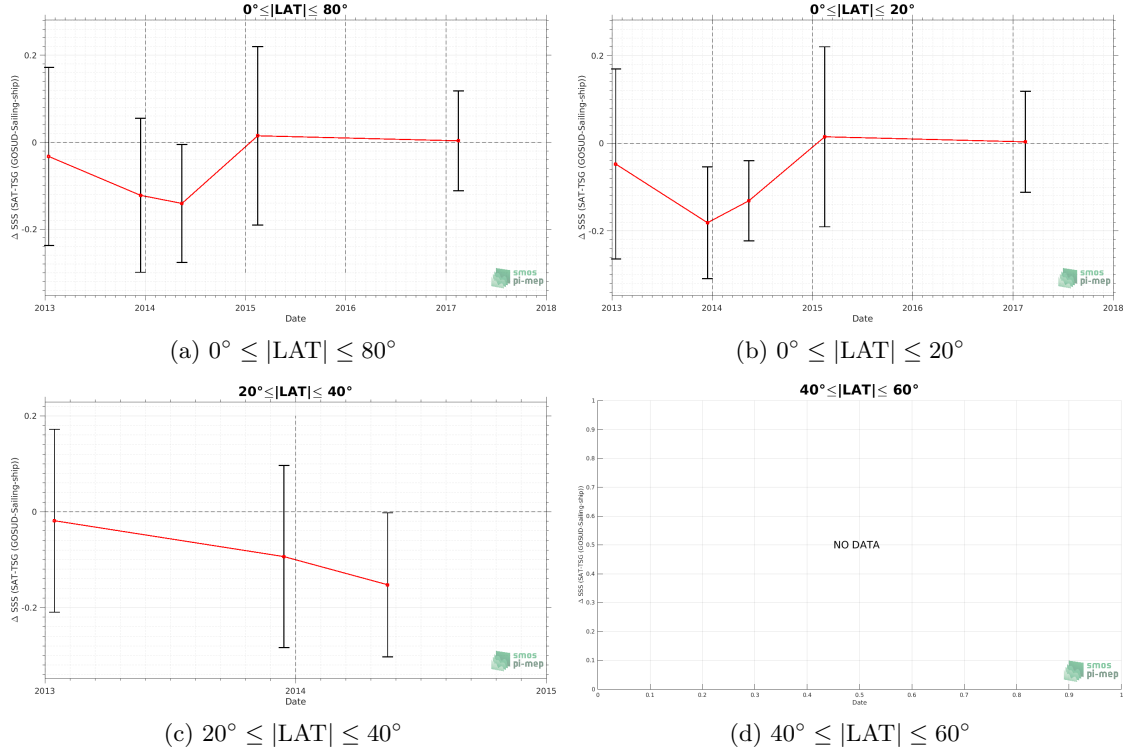 0°≤|LAT|≤ 80°
Δ SSS (SAT-TSG (GOSUD-Sailing-ship))
0.2
0
-0.2
2013 2014 2015 2016 2017 2018
Date
smos
pi-mep
(a) 0° ≤ |LAT| ≤ 80°
0°≤|LAT|≤ 20°
Δ SSS (SAT-TSG (GOSUD-Sailing-ship))
0.2
0
-0.2
2013 2014 2015 2016 2017 2018
Date
smos
pi-mep
(b) 0° ≤ |LAT| ≤ 20°
20°≤|LAT|≤ 40°
Δ SSS (SAT-TSG (GOSUD-Sailing-ship))
0.2
0
-0.2
2013 2014 2015
Date
smos
pi-mep
(c) 20° ≤ |LAT| ≤ 40°
40°≤|LAT|≤ 60°
Δ SSS (SAT-TSG (GOSUD-Sailing-ship))
1
0.9
0.8
0.7
0.6
0.5
0.4
0.3
0.2
0.1
0
NO DATA
0 0.1 0.2 0.3 0.4 0.5 0.6 0.7 0.8 0.9 1
Date
smos
pi-mep
(d) 40° ≤ |LAT| ≤ 60°